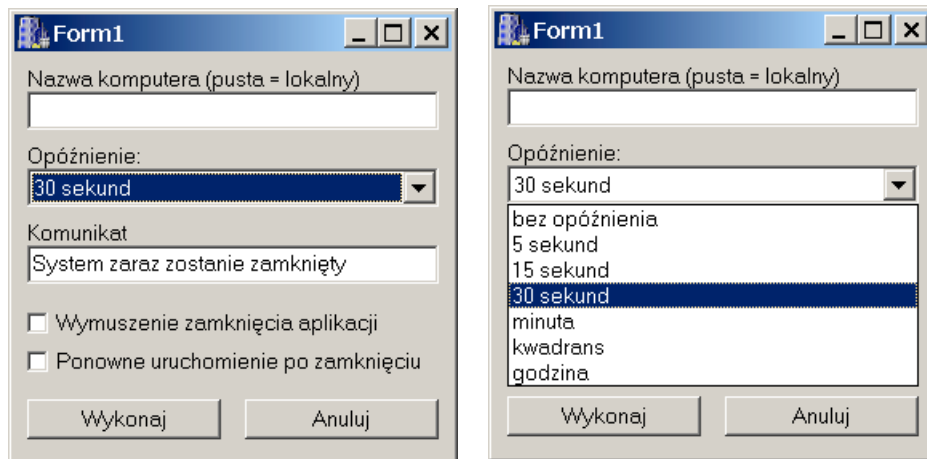 Form1
Nazwa komputera (pusta = lokalny)
Opóźnienie:
30 sekund
Komunikat
System zaraz zostanie zamknięty
Wymuszenie zamknięcia aplikacji
Ponowne uruchomienie po zamknięciu
Wykonaj
Anuluj
Form1
Nazwa komputera (pusta = lokalny)
Opóźnienie:
30 sekund
bez opóźnienia
5 sekund
15 sekund
30 sekund
minuta
kwadrans
godzina
Wykonaj
Anuluj